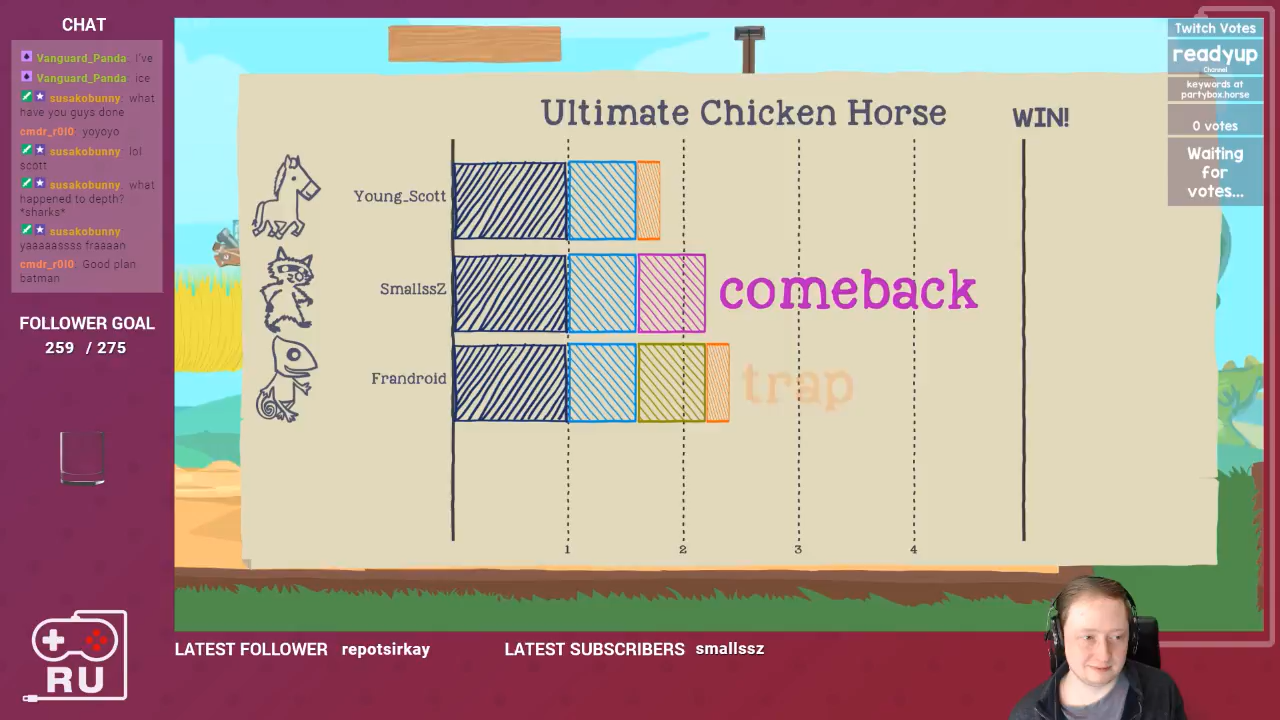 CHAT
Vanguard_Panda I've
Vanguard_Panda ice
susakobunny what
have you guys done
cmdr_r0l0 yoyoyo
susakobunny lol
scott
susakobunny what
happened to depth?
*sharks*
susakobunny
yaaaaassss fraaan
cmdr_r0l0 Good plan
batman
FOLLOWER GOAL
259 / 275
RU
Ultimate Chicken Horse
WIN!
Young_Scott
SmallssZ
comeback
Frandroid
trap
1 2 3 4
Twitch Votes
readyup
Channel
keywords at
partybox.horse
0 votes
Waiting
for
votes...
LATEST FOLLOWER repotsirkay
LATEST SUBSCRIBERS smallssz